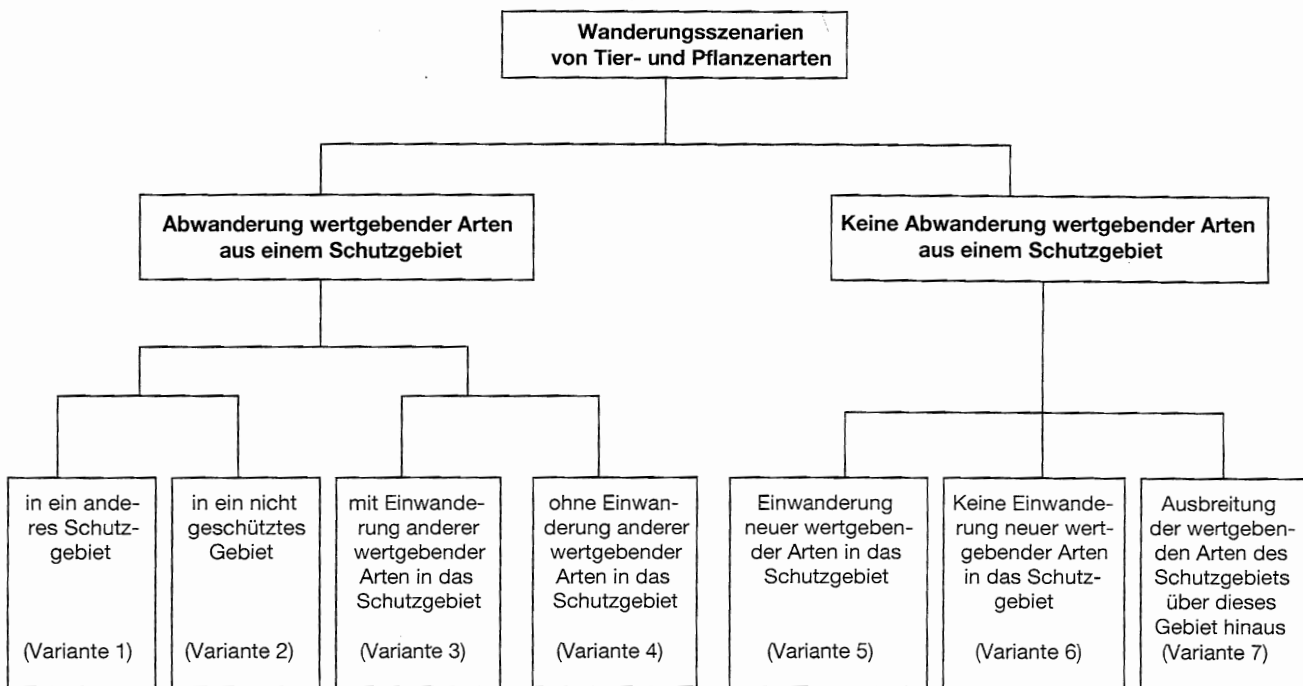 Wanderungsszenarien
von Tier- und Pflanzenarten
Abwanderung wertgebender Arten
aus einem Schutzgebiet
Keine Abwanderung wertgebender Arten
aus einem Schutzgebiet
in ein ande-
res Schutz-
gebiet
(Variante 1)
in ein nicht
geschütztes
Gebiet
(Variante 2)
mit Einwande-
rung anderer
wertgebender
Arten in das
Schutzgebiet
(Variante 3)
ohne Einwan-
derung anderer
wertgebender
Arten in das
Schutzgebiet
(Variante 4)
Einwanderung
neuer wertgeben-
der Arten in das
Schutzgebiet
(Variante 5)
Keine Einwande-
rung neuer wert-
gebender Arten
in das Schutz-
gebiet
(Variante 6)
Ausbreitung
der wertgeben-
den Arten des
Schutzgebiets
über dieses
Gebiet hinaus
(Variante 7)